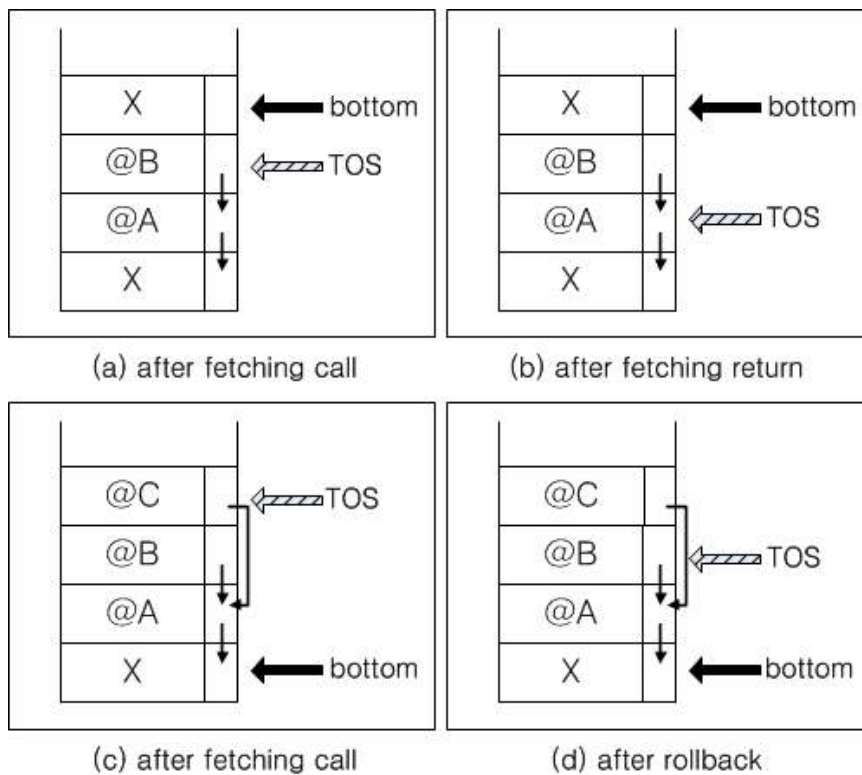 X
bottom
@B
TOS
@A
X
(a) after fetching call
X
bottom
@B
@A
TOS
X
(b) after fetching return
@C
TOS
@B
@A
X
bottom
(c) after fetching call
@C
@B
TOS
@A
X
bottom
(d) after rollback